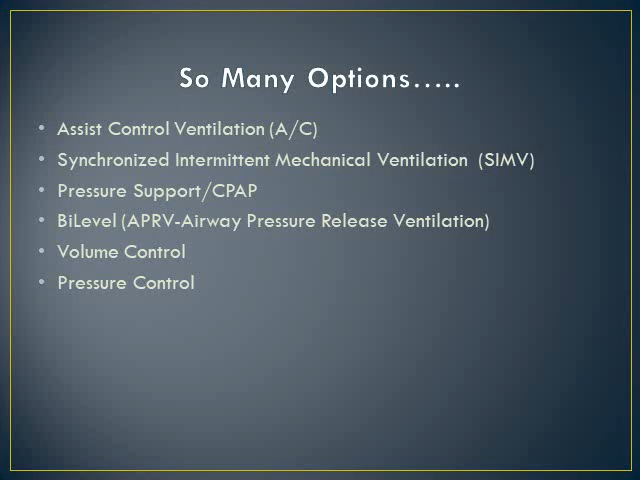 So Many Options.....
• Assist Control Ventilation (A/C)
• Synchronized Intermittent Mechanical Ventilation (SIMV)
• Pressure Support/CPAP
• BiLevel (APRV-Airway Pressure Release Ventilation)
• Volume Control
• Pressure Control